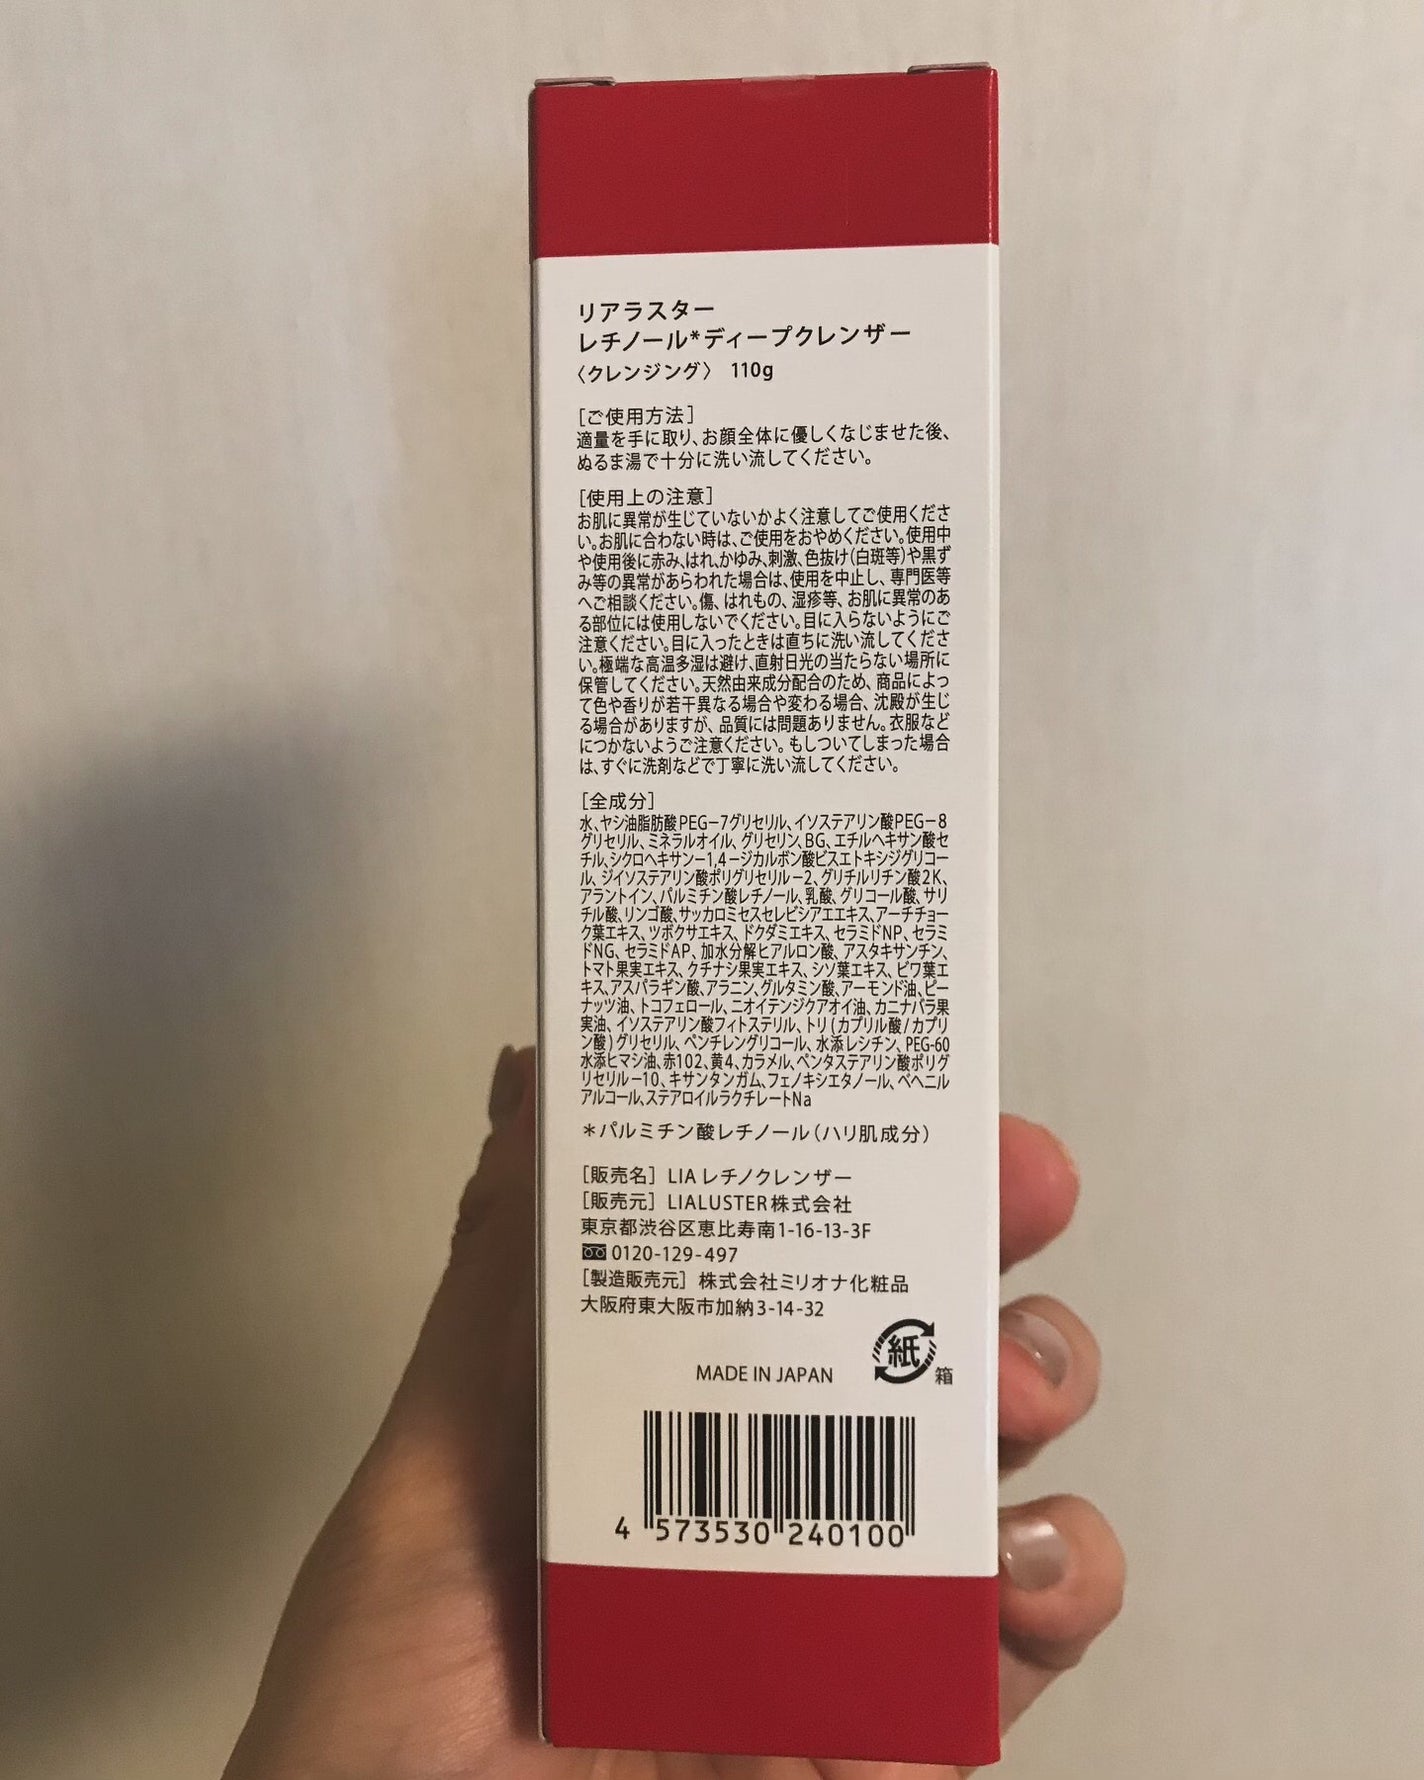 リアラスター
レチノール*ディープクレンザー
〈クレンジング〉 110g
[ご使用方法]
適量を手に取り、お顔全体に優しくなじませた後、
ぬるま湯で十分に洗い流してください。
[使用上の注意]
お肌に異常が生じていないかよく注意してご使用くださ
い。お肌に合わない時は、ご使用をおやめください。使用中
や使用後に赤み、はれ、かゆみ、刺激、色抜け(白斑等)や黒ず
み等の異常があらわれた場合は、使用を中止し、専門医等
へご相談ください。傷、はれもの、湿疹等、お肌に異常のあ
る部位には使用しないでください。目に入らないようにご
注意ください。目に入ったときは直ちに洗い流してくださ
い。極端な高温多湿は避け、直射日光の当たらない場所に
保管してください。天然由来成分配合のため、商品によっ
て色や香りが若干異なる場合や変わる場合、沈殿が生じ
る場合がありますが、品質には問題ありません。衣服など
につかないようご注意ください。もしついてしまった場合
は、すぐに洗剤などで丁寧に洗い流してください。
[全成分]
水、ヤシ油脂肪酸PEG－7グリセリル、イソステアリン酸PEG－8
グリセリル、ミネラルオイル、グリセリン、BG、エチルヘキサン酸セ
チル、シクロヘキサン－1,4－ジカルボン酸ビスエトキシジグリコー
ル、ジイソステアリン酸ポリグリセリル－2、グリチルリチン酸2K、
アラントイン、パルミチン酸レチノール、乳酸、グリコール酸、サリ
チル酸、リンゴ酸、サッカロミセスセレビシアエエキス、アーチチョー
ク葉エキス、ツボクサエキス、ドクダミエキス、セラミドNP、セラミ
ドNG、セラミドAP、加水分解ヒアルロン酸、アスタキサンチン、
トマト果実エキス、クチナシ果実エキス、シソ葉エキス、ビワ葉エ
キス、アスパラギン酸、アラニン、グルタミン酸、アーモンド油、ピー
ナッツ油、トコフェロール、ニオイテンジクアオイ油、カニナバラ果
実油、イソステアリン酸フィトステリル、トリ(カプリル酸/カプリ
ン酸)グリセリル、ペンチレングリコール、水添レシチン、PEG-60
水添ヒマシ油、赤102、黄4、カラメル、ペンタステアリン酸ポリグ
リセリル－10、キサンタンガム、フェノキシエタノール、ベヘニル
アルコール、ステアロイルラクチレートNa
*パルミチン酸レチノール(ハリ肌成分)
[販売名] LIAレチノクレンザー
[販売元] LIALUSTER株式会社
東京都渋谷区恵比寿南1-16-13-3F
0120-129-497
[製造販売元] 株式会社ミリオナ化粧品
大阪府東大阪市加納3-14-32
紙
MADE IN JAPAN
箱
4 573530 240100